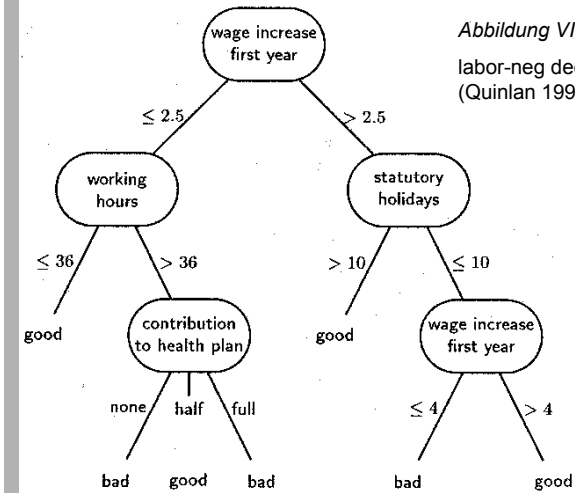 wage increase
first year
Abbildung VI
labor-neg de
(Quinlan 199
≤ 2.5
> 2.5
working
hours
statutory
holidays
≤ 36
> 36
> 10
≤ 10
good
contribution
to health plan
good
wage increase
first year
none
half
full
≤ 4
> 4
bad
good
bad
bad
good